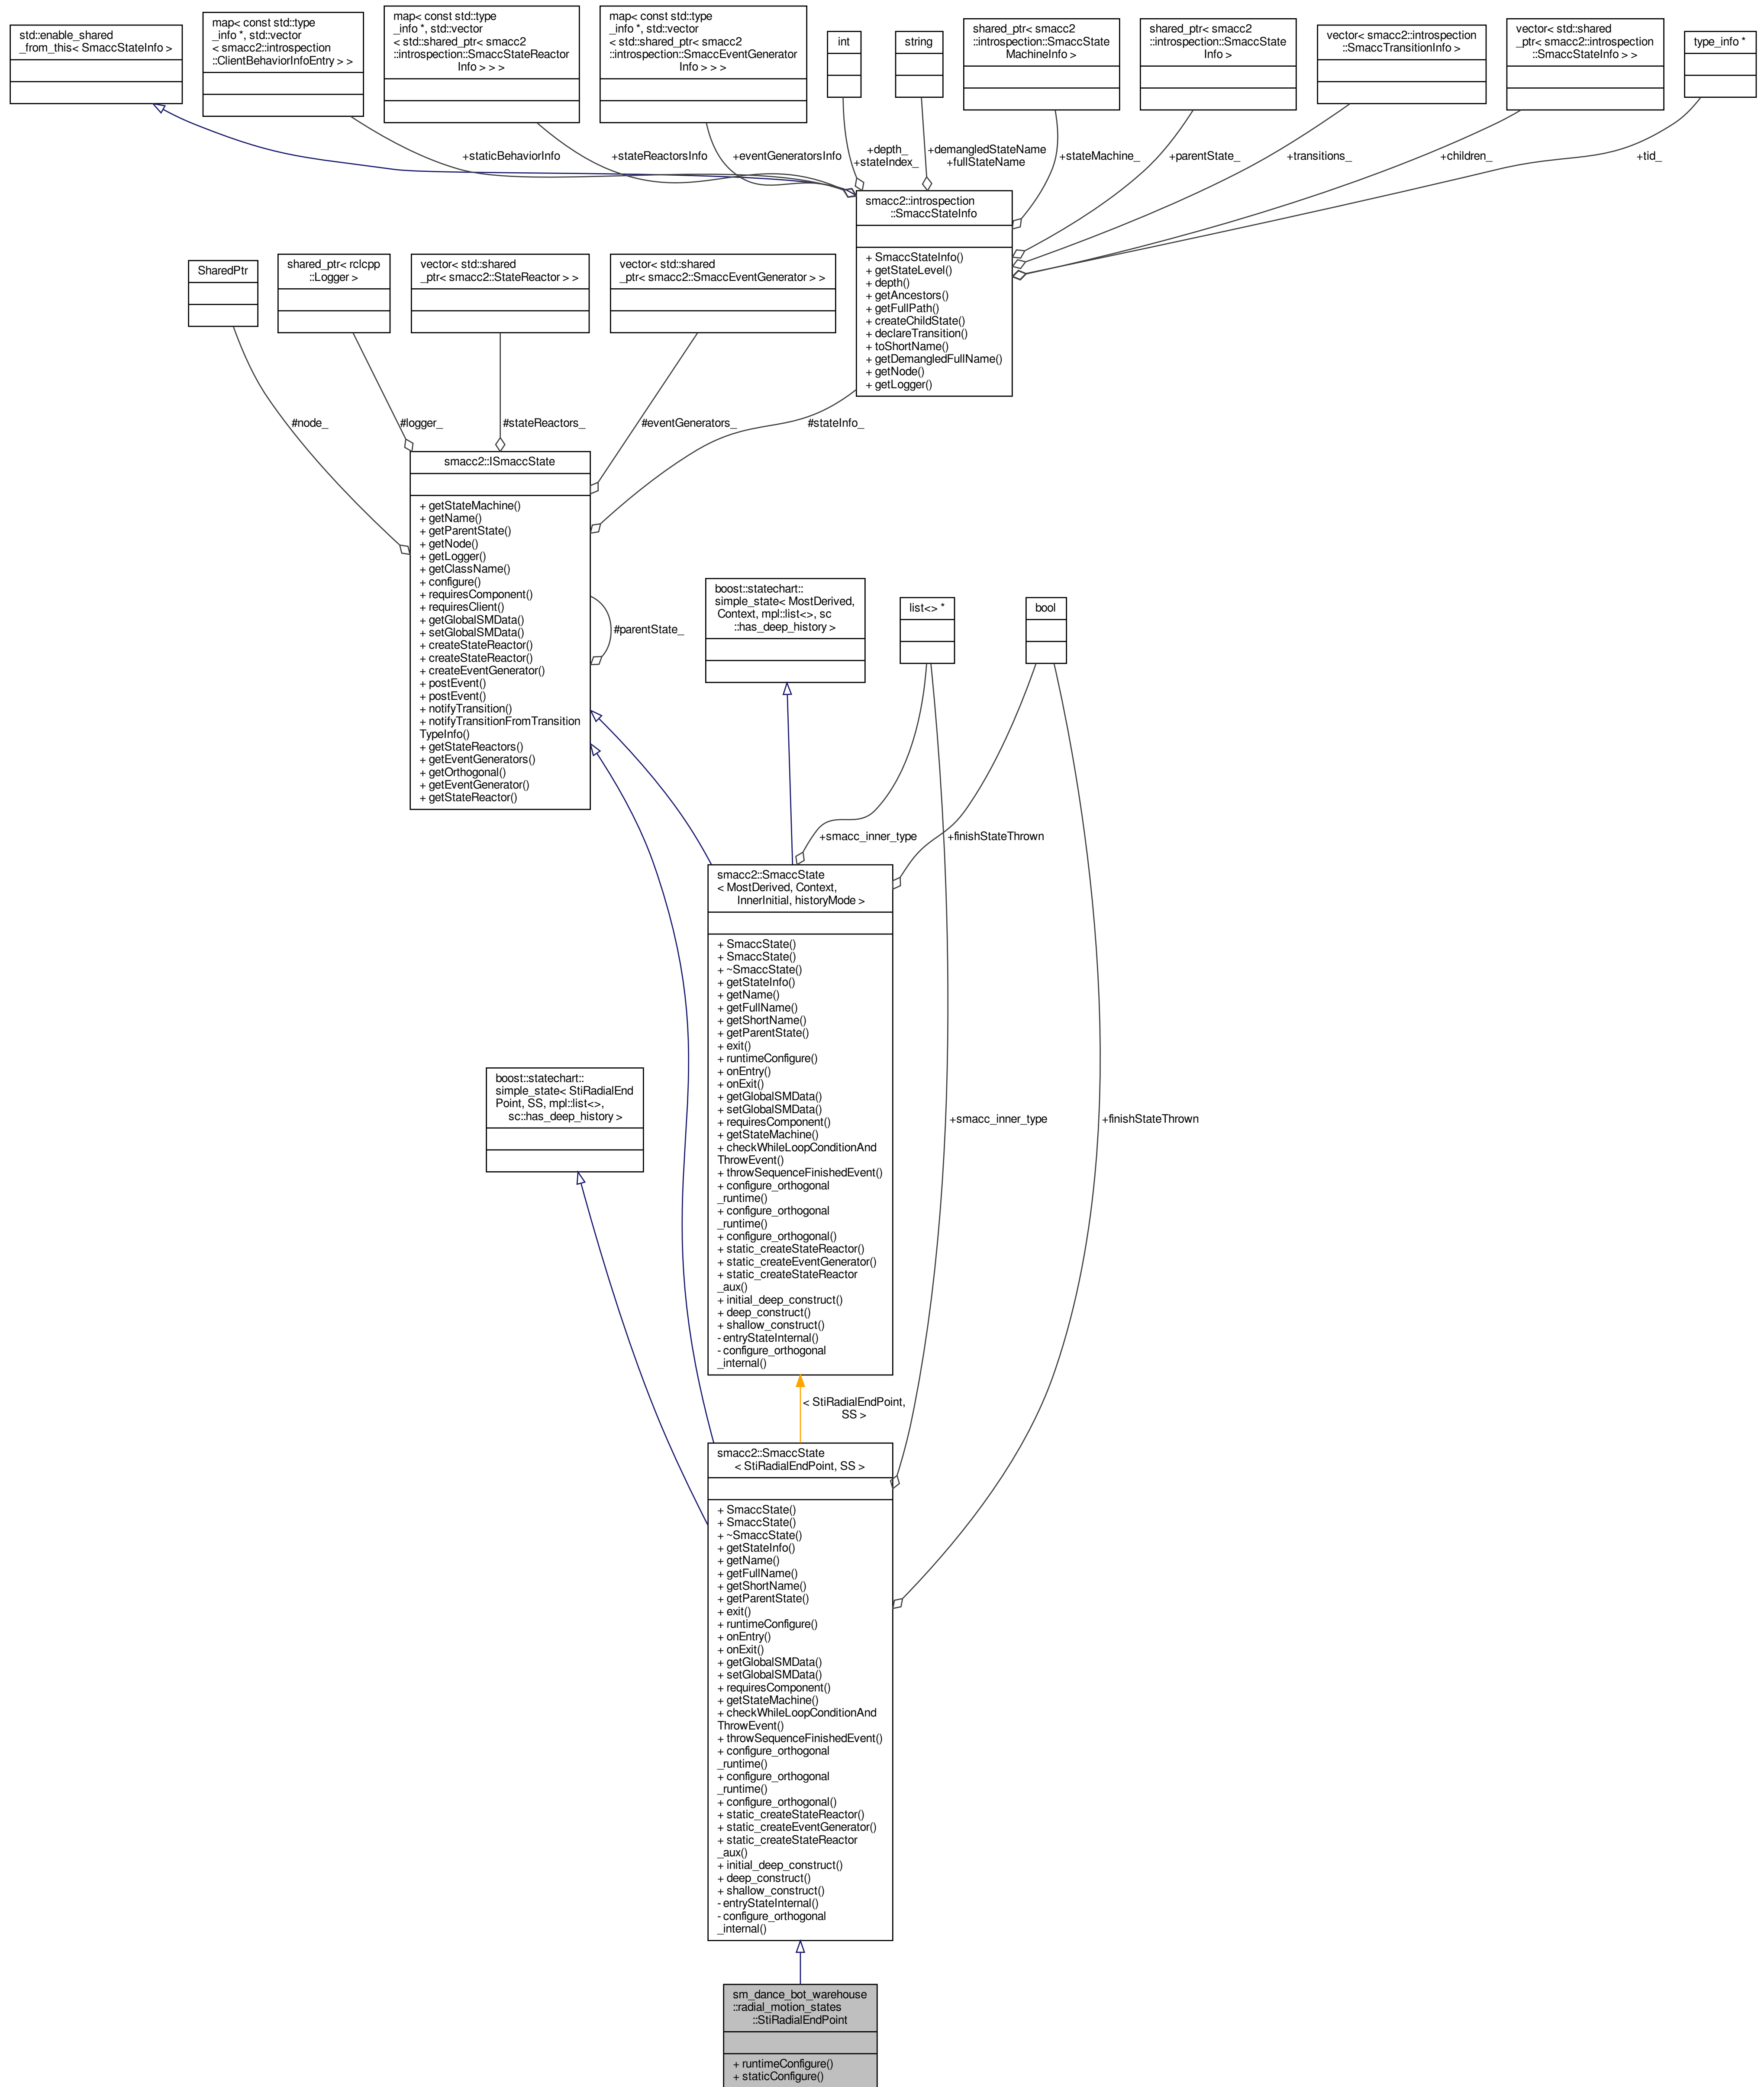 std::enable_shared
_from_this< SmaccStateInfo >
map< const std::type
_info *, std::vector
< smacc2::introspection
::ClientBehaviorInfoEntry > >
map< const std::type
_info *, std::vector
< std::shared_ptr< smacc2
::introspection::SmaccStateReactor
Info > > >
map< const std::type
_info *, std::vector
< std::shared_ptr< smacc2
::introspection::SmaccEventGenerator
Info > > >
int
string
shared_ptr< smacc2
::introspection::SmaccState
MachineInfo >
shared_ptr< smacc2
::introspection::SmaccState
Info >
vector< smacc2::introspection
::SmaccTransitionInfo >
vector< std::shared
_ptr< smacc2::introspection
::SmaccStateInfo > >
type_info *
+staticBehaviorInfo
+stateReactorsInfo
+eventGeneratorsInfo
+depth_
+stateIndex_
+demangledStateName
+fullStateName
+stateMachine_
+parentState_
+transitions_
+children_
+tid_
smacc2::introspection
::SmaccStateInfo
+ SmaccStateInfo()
+ getStateLevel()
+ depth()
+ getAncestors()
+ getFullPath()
+ createChildState()
+ declareTransition()
+ toShortName()
+ getDemangledFullName()
+ getNode()
+ getLogger()
SharedPtr
shared_ptr< rclcpp
::Logger >
vector< std::shared
_ptr< smacc2::StateReactor > >
vector< std::shared
_ptr< smacc2::SmaccEventGenerator > >
#node_
#logger_
#stateReactors_
#eventGenerators_
#stateInfo_
smacc2::ISmaccState
+ getStateMachine()
+ getName()
+ getParentState()
+ getNode()
+ getLogger()
+ getClassName()
+ configure()
+ requiresComponent()
+ requiresClient()
+ getGlobalSMData()
+ setGlobalSMData()
+ createStateReactor()
+ createStateReactor()
+ createEventGenerator()
+ postEvent()
+ postEvent()
+ notifyTransition()
+ notifyTransitionFromTransition
TypeInfo()
+ getStateReactors()
+ getEventGenerators()
+ getOrthogonal()
+ getEventGenerator()
+ getStateReactor()
#parentState_
boost::statechart::
simple_state< MostDerived,
Context, mpl::list<>, sc
::has_deep_history >
list<> *
bool
+smacc_inner_type
+finishStateThrown
smacc2::SmaccState
< MostDerived, Context,
InnerInitial, historyMode >
+ SmaccState()
+ SmaccState()
+ ~SmaccState()
+ getStateInfo()
+ getName()
+ getFullName()
+ getShortName()
+ getParentState()
+ exit()
+ runtimeConfigure()
+ onEntry()
+ onExit()
+ getGlobalSMData()
+ setGlobalSMData()
+ requiresComponent()
+ getStateMachine()
+ checkWhileLoopConditionAnd
ThrowEvent()
+ throwSequenceFinishedEvent()
+ configure_orthogonal
_runtime()
+ configure_orthogonal
_runtime()
+ configure_orthogonal()
+ static_createStateReactor()
+ static_createEventGenerator()
+ static_createStateReactor
_aux()
+ initial_deep_construct()
+ deep_construct()
+ shallow_construct()
- entryStateInternal()
- configure_orthogonal
_internal()
boost::statechart::
simple_state< StiRadialEnd
Point, SS, mpl::list<>,
sc::has_deep_history >
+smacc_inner_type
+finishStateThrown
< StiRadialEndPoint,
SS >
smacc2::SmaccState
< StiRadialEndPoint, SS >
+ SmaccState()
+ SmaccState()
+ ~SmaccState()
+ getStateInfo()
+ getName()
+ getFullName()
+ getShortName()
+ getParentState()
+ exit()
+ runtimeConfigure()
+ onEntry()
+ onExit()
+ getGlobalSMData()
+ setGlobalSMData()
+ requiresComponent()
+ getStateMachine()
+ checkWhileLoopConditionAnd
ThrowEvent()
+ throwSequenceFinishedEvent()
+ configure_orthogonal
_runtime()
+ configure_orthogonal
_runtime()
+ configure_orthogonal()
+ static_createStateReactor()
+ static_createEventGenerator()
+ static_createStateReactor
_aux()
+ initial_deep_construct()
+ deep_construct()
+ shallow_construct()
- entryStateInternal()
- configure_orthogonal
_internal()
sm_dance_bot_warehouse
::radial_motion_states
::StiRadialEndPoint
+ runtimeConfigure()
+ staticConfigure()